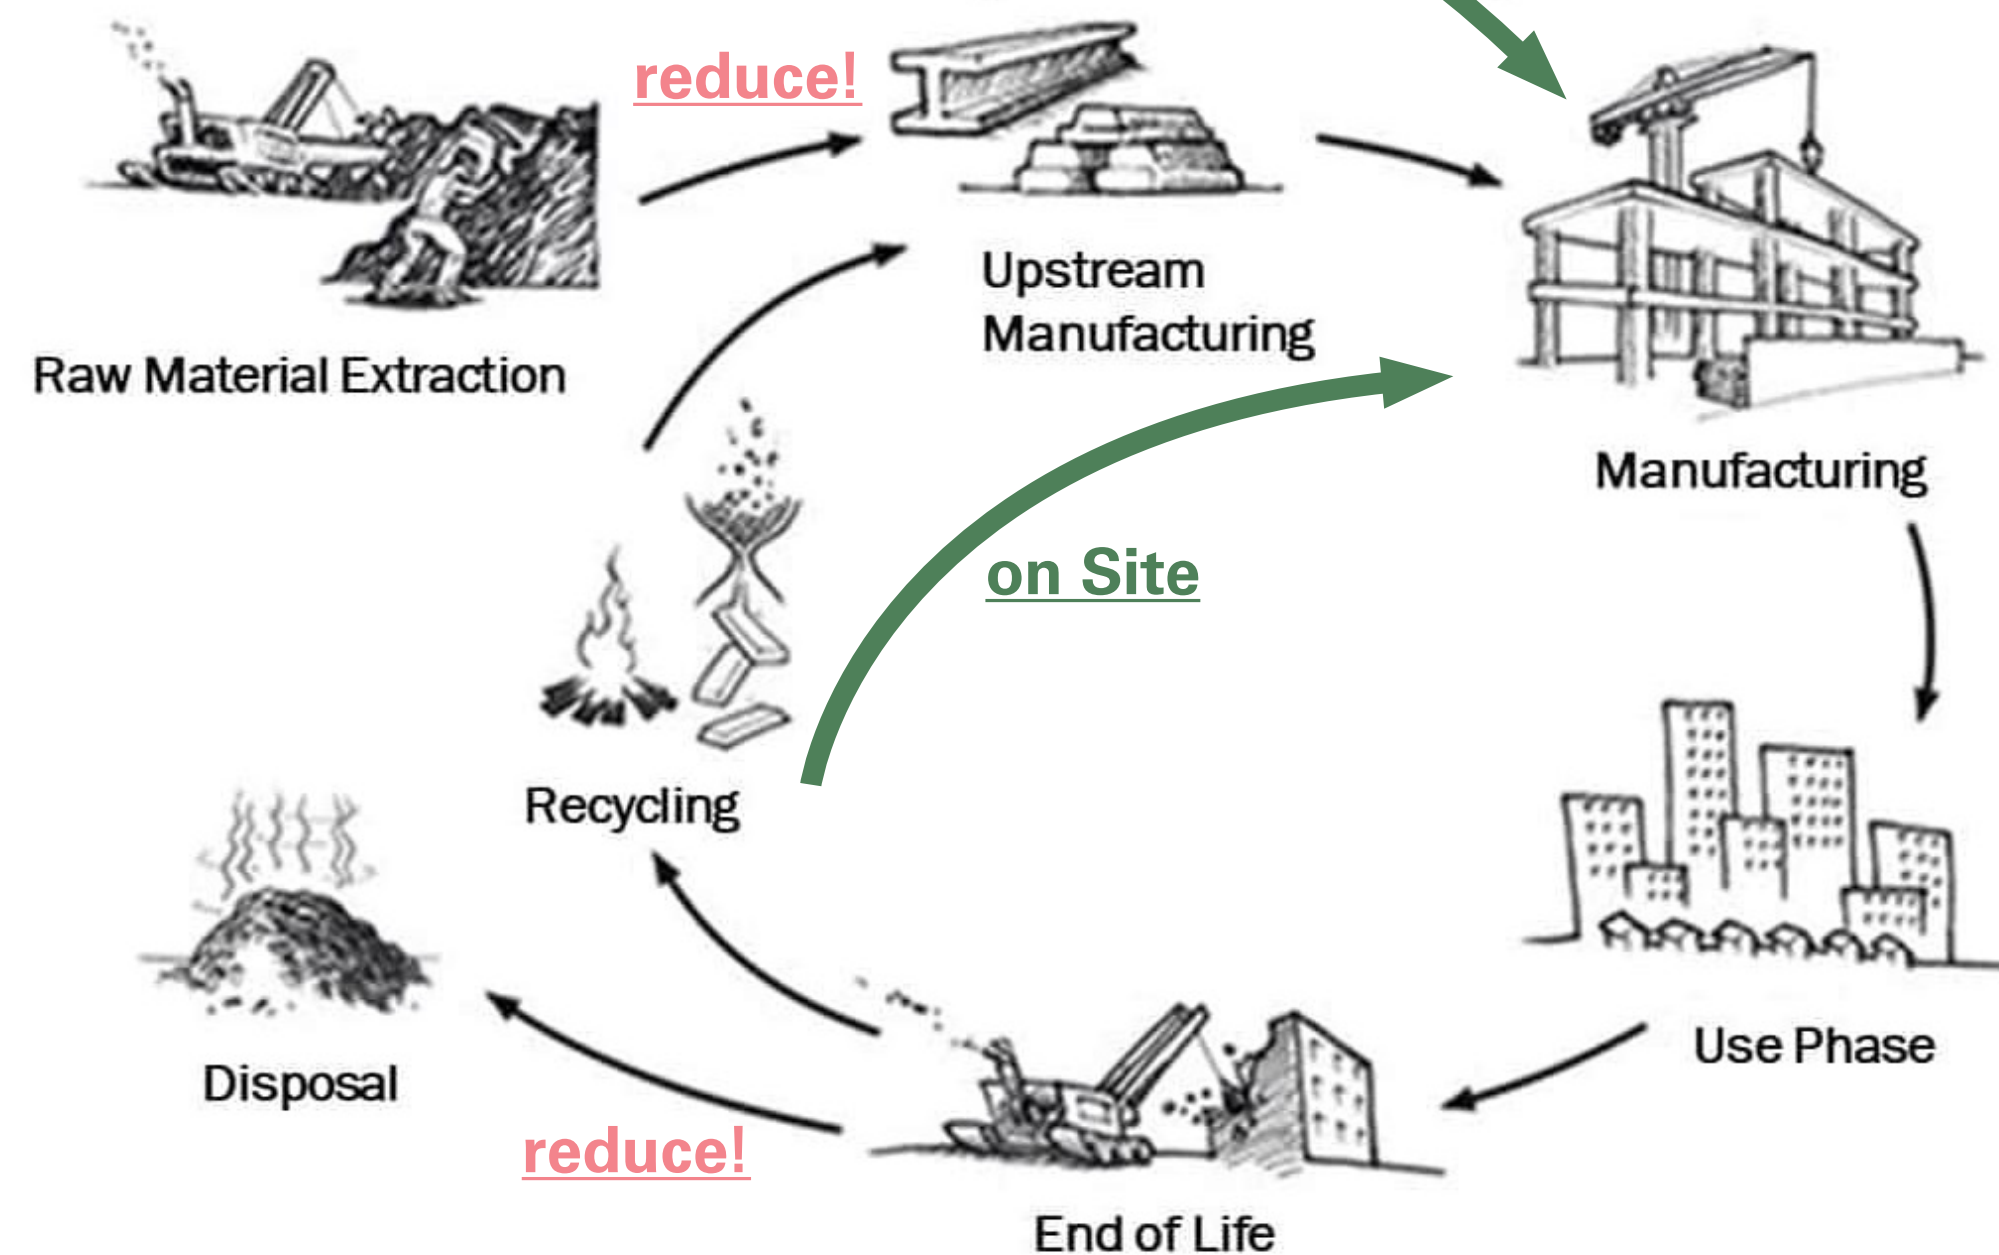 reduce!
Raw Material Extraction
Upstream
Manufacturing
Manufacturing
on Site
Recycling
Use Phase
Disposal
reduce!
End of Life